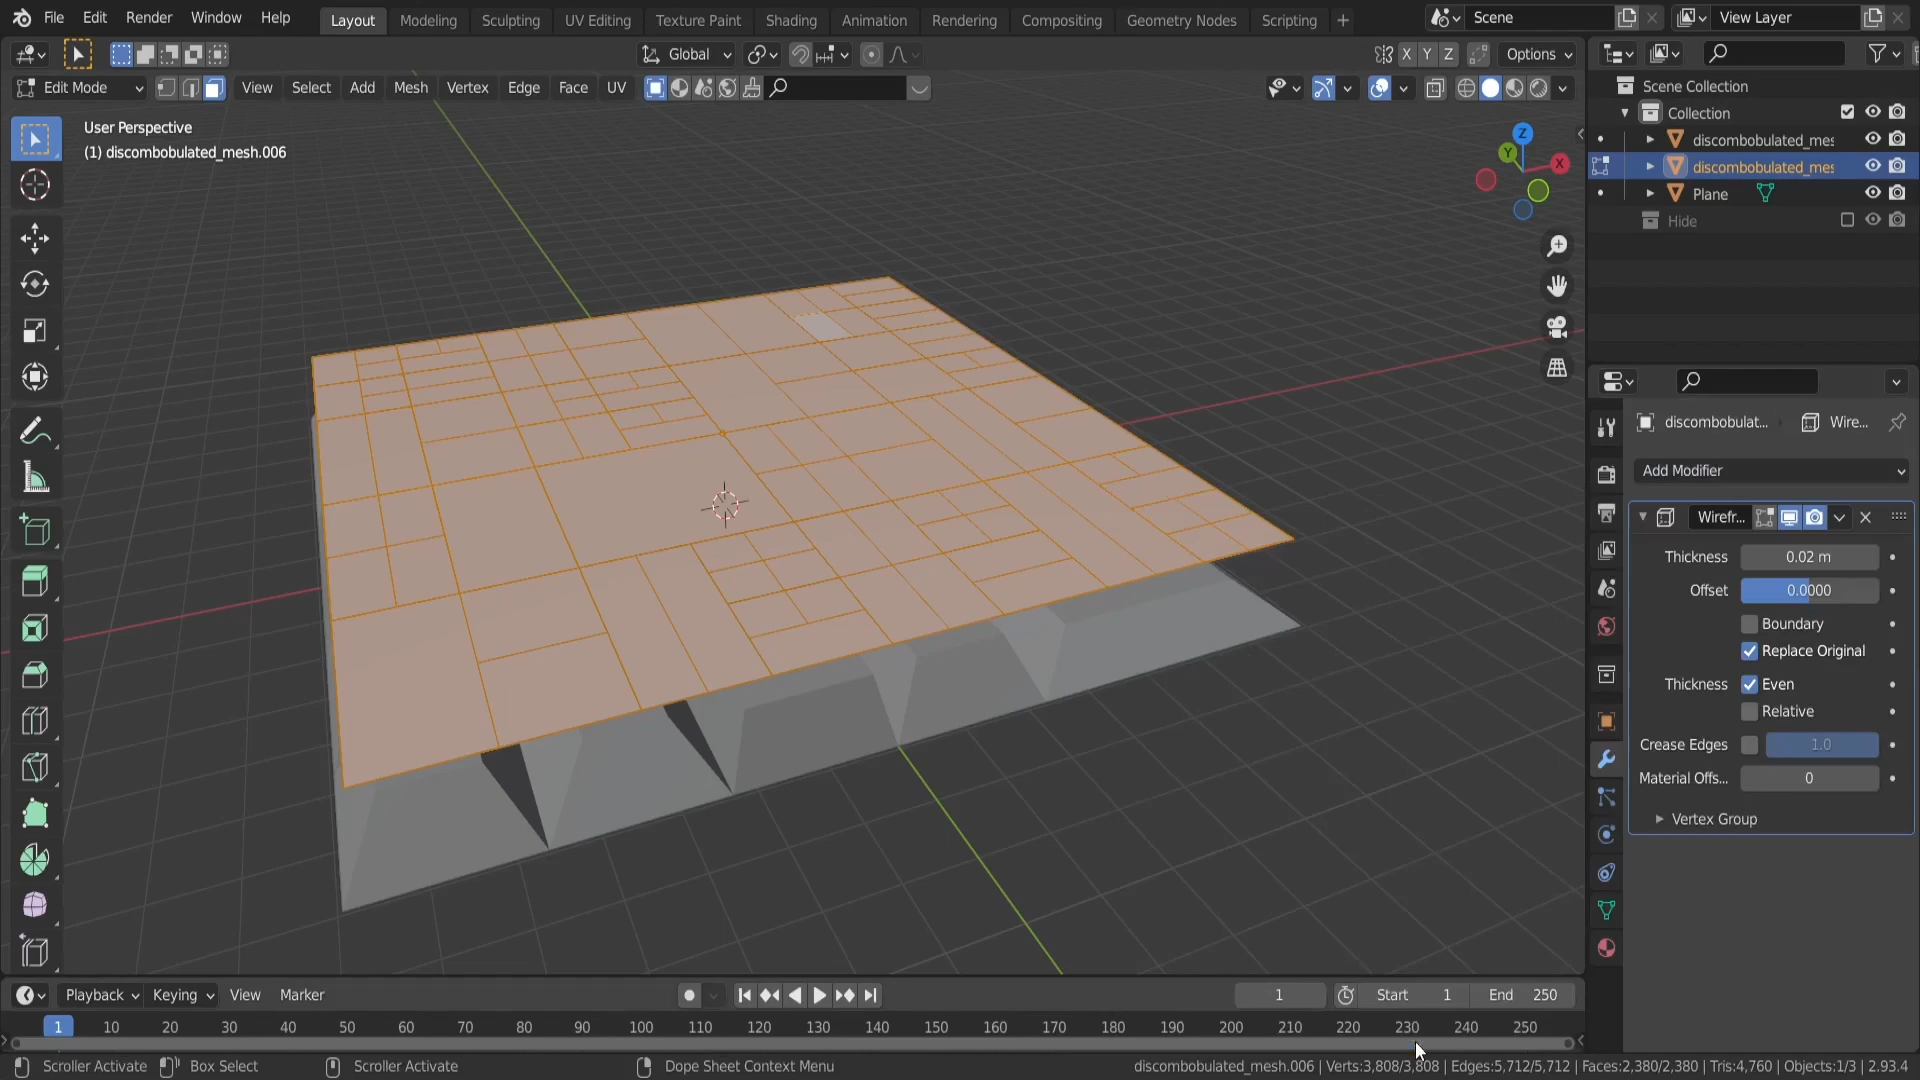 File Edit Render Window Help Layout Modeling Sculpting UV Editing Texture Paint Shading Animation Rendering Compositing Geometry Nodes Scripting + Scene View Layer
Global X Y Z Options
Edit Mode View Select Add Mesh Vertex Edge Face UV
Scene Collection
Collection
discombobulated_mes
discombobulated_mes
Plane
Hide
User Perspective
(1) discombobulated_mesh.006
Z
Y
X
discombobulat... Wire...
Add Modifier
Wirefr...
Thickness 0.02 m
Offset 0.0000
Boundary
Replace Original
Thickness Even
Relative
Crease Edges 1.0
Material Offs... 0
Vertex Group
Playback Keying View Marker 1 Start 1 End 250
1 10 20 30 40 50 60 70 80 90 100 110 120 130 140 150 160 170 180 190 200 210 220 230 240 250
Scroller Activate Box Select Scroller Activate Dope Sheet Context Menu discombobulated_mesh.006 | Verts:3,808/3,808 | Edges:5,712/5,712 | Faces:2,380/2,380 | Tris:4,760 | Objects:1/3 | 2.93.4